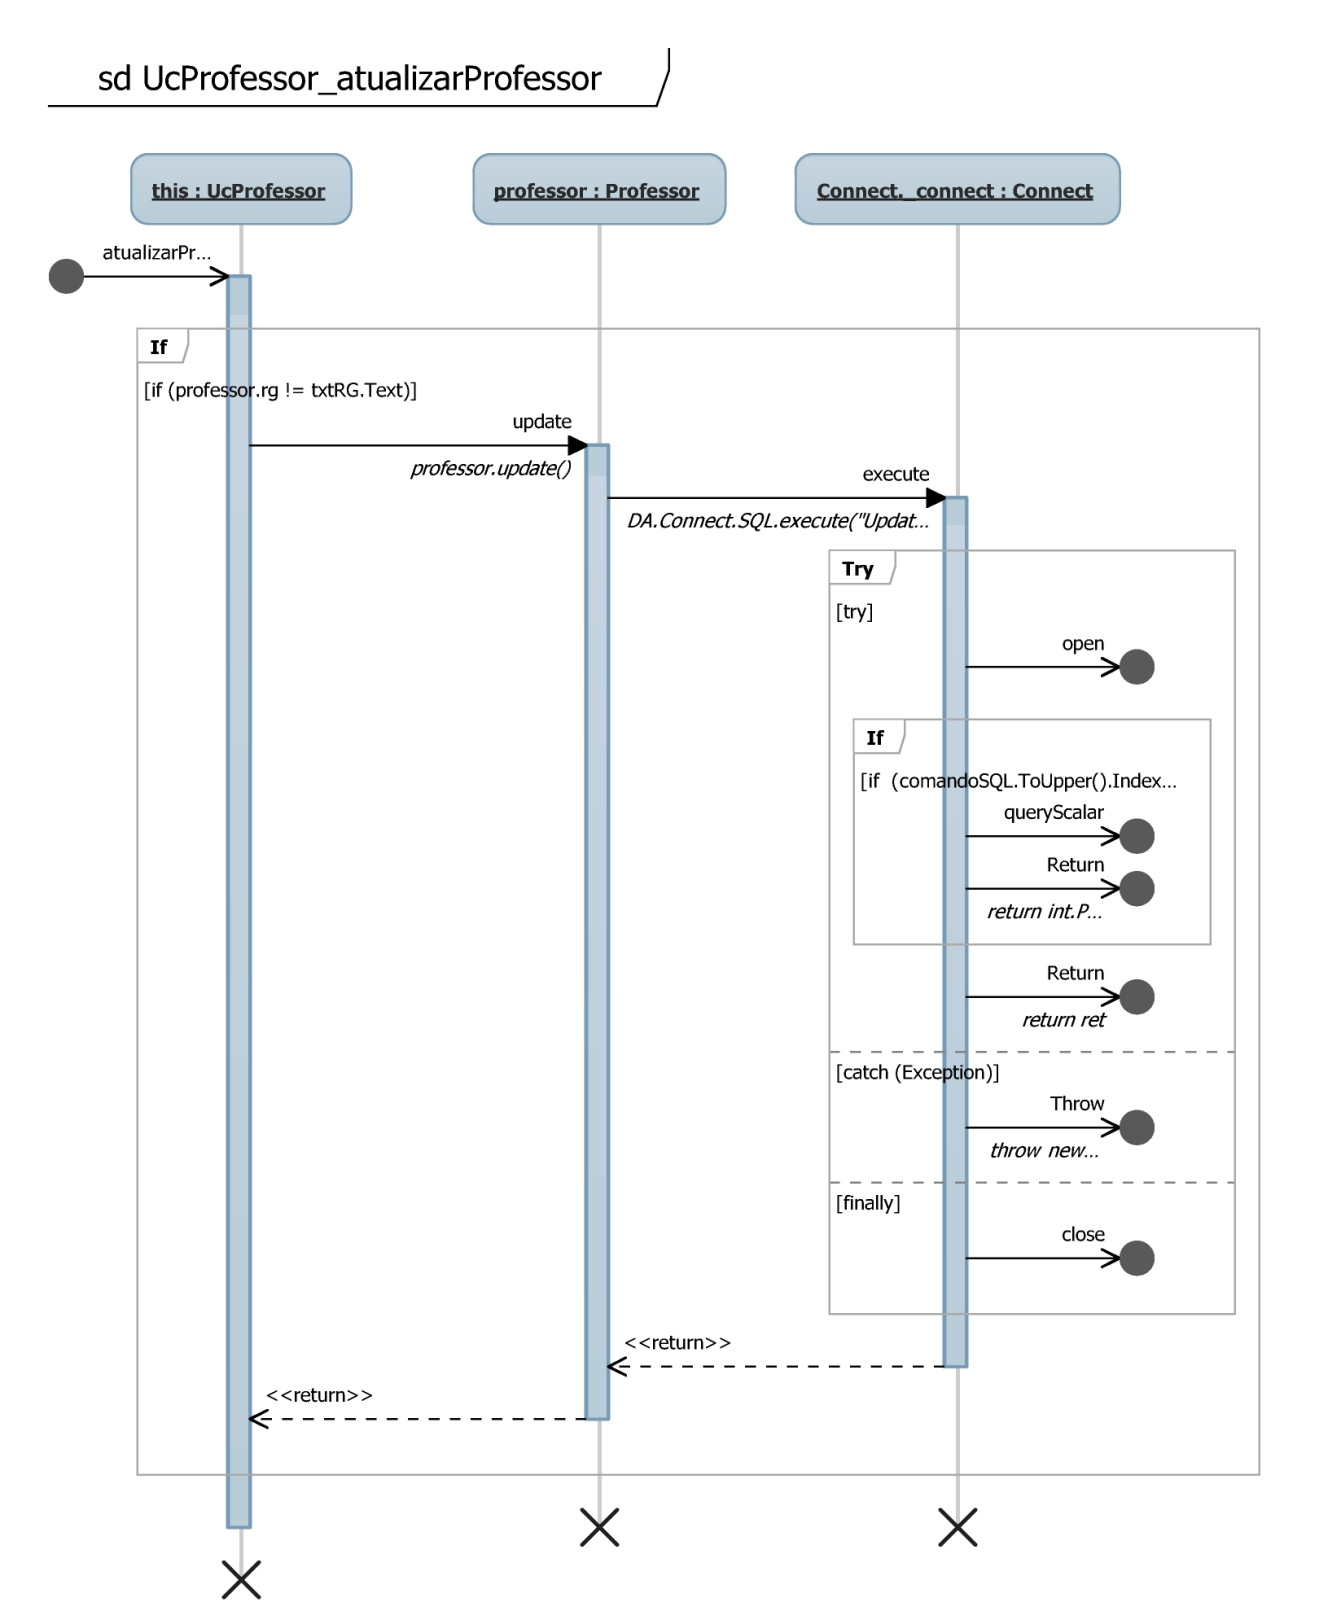 sd UcProfessor_atualizarProfessor
this : UcProfessor
professor : Professor
Connect._connect : Connect
atualizarPr...
If
[if (professor.rg != txtRG.Text)]
update
professor.update()
execute
DA.Connect.SQL.execute("Updat...
Try
[try]
open
If
[if  (comandoSQL.ToUpper().Index...
queryScalar
Return
return int.P...
Return
return ret
[catch (Exception)]
Throw
throw new...
[finally]
close
<<return>>
<<return>>